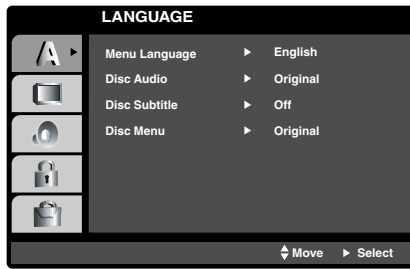 LANGUAGE
Menu Language ► English
Disc Audio ► Original
Disc Subtitle ► Off
Disc Menu ► Original
Move ► Select